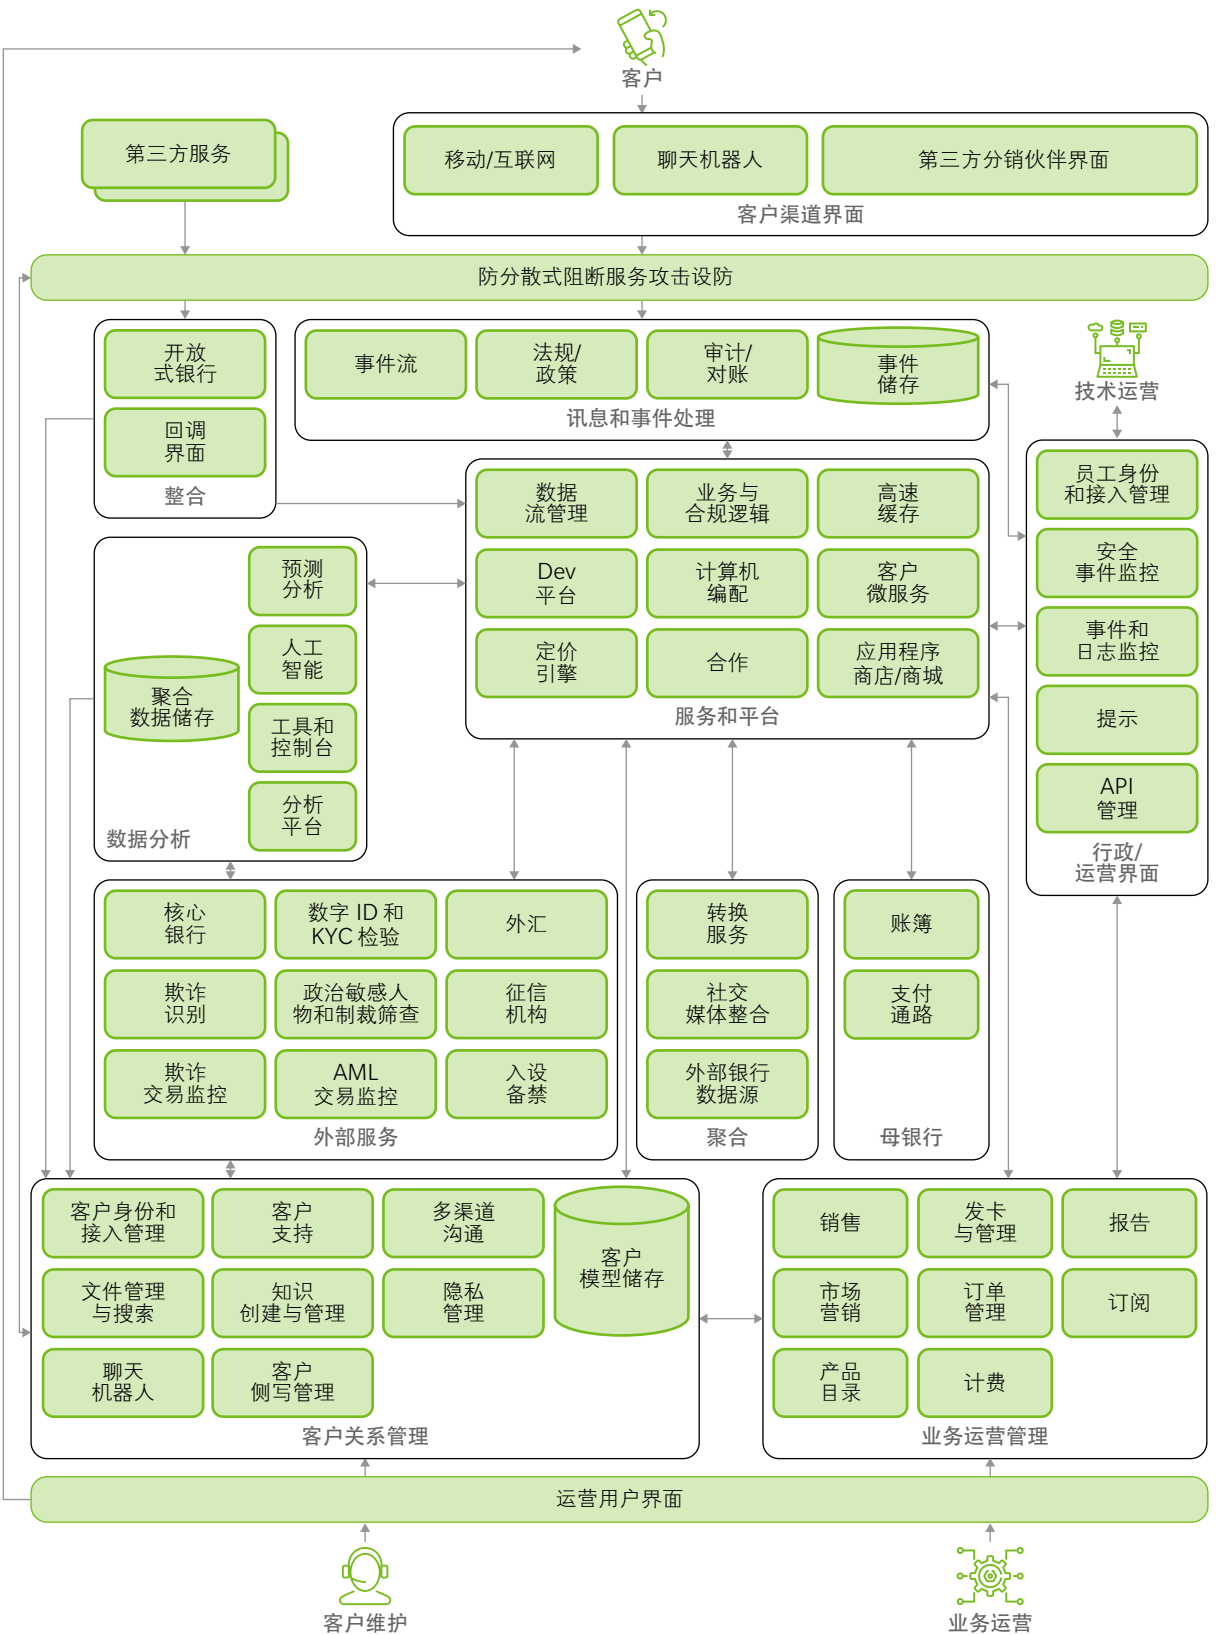 客户
第三方服务
移动/互联网
聊天机器人
第三方分销伙伴界面
客户渠道界面
防分散式阻断服务攻击设防
开放
式银行
回调
界面
整合
事件流
法规/
政策
审计/
对账
事件
储存
讯息和事件处理
技术运营
数据
流管理
业务与
合规逻辑
高速
缓存
Dev
平台
计算机
编配
客户
微服务
定价
引擎
合作
应用程序
商店/商城
服务和平台
员工身份
和接入管理
安全
事件监控
事件和
日志监控
提示
API
管理
行政/
运营界面
预测
分析
人工
智能
聚合
数据储存
工具和
控制台
分析
平台
数据分析
核心
银行
数字 ID 和
KYC 检验
外汇
欺诈
识别
政治敏感人
物和制裁筛查
征信
机构
欺诈
交易监控
AML
交易监控
入设
备禁
外部服务
转换
服务
社交
媒体整合
外部银行
数据源
聚合
账簿
支付
通路
母银行
客户身份和
接入管理
客户
支持
多渠道
沟通
客户
模型储存
文件管理
与搜索
知识
创建与管理
隐私
管理
聊天
机器人
客户
侧写管理
客户关系管理
销售
发卡
与管理
报告
市场
营销
订单
管理
订阅
产品
目录
计费
业务运营管理
运营用户界面
客户维护
业务运营